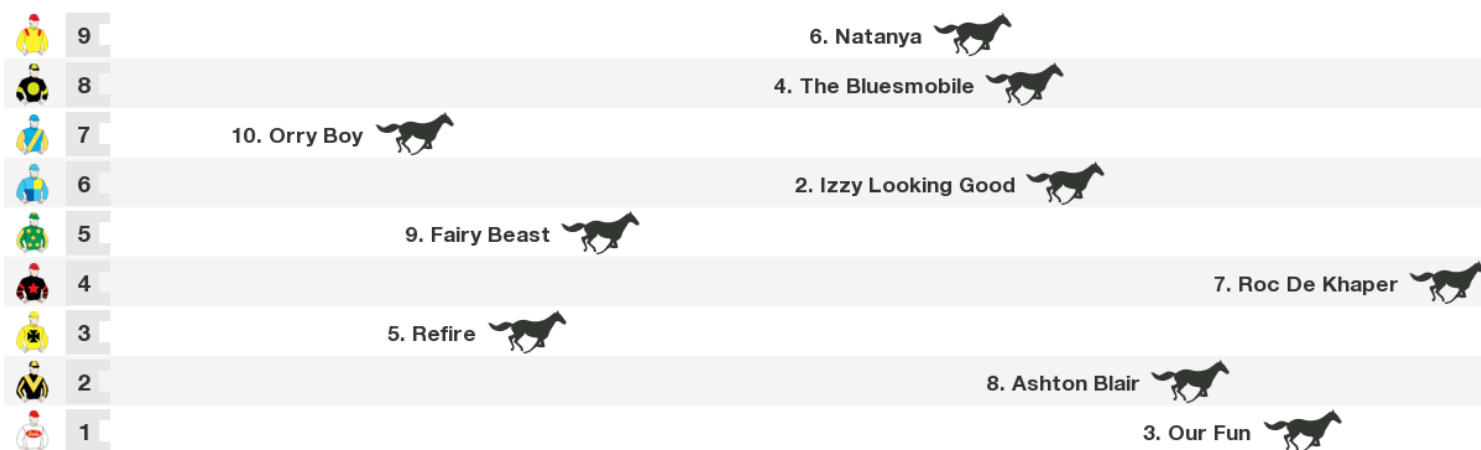 9 6. Natanya
8 4. The Bluesmobile
7 10. Orry Boy
6 2. Izzy Looking Good
5 9. Fairy Beast
4 7. Roc De Khaper
3 5. Refire
2 8. Ashton Blair
1 3. Our Fun